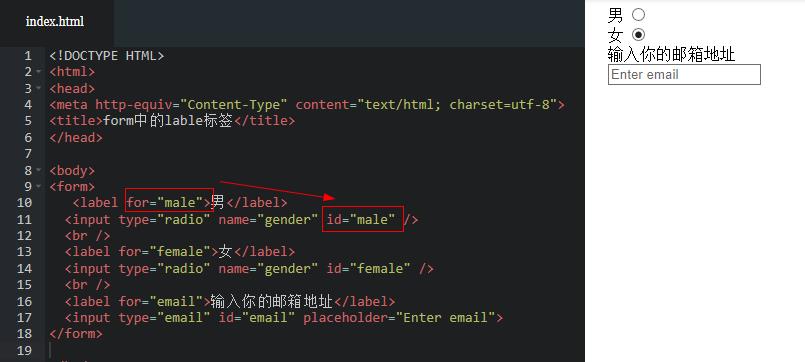 index.html
1 <!DOCTYPE HTML>
2 <html>
3 <head>
4 <meta http-equiv="Content-Type" content="text/html; charset=utf-8">
5 <title>form中的lable标签</title>
6 </head>
7
8 <body>
9 <form>
10 <label for="male">男</label>
11 <input type="radio" name="gender" id="male" />
12 <br />
13 <label for="female">女</label>
14 <input type="radio" name="gender" id="female" />
15 <br />
16 <label for="email">输入你的邮箱地址</label>
17 <input type="email" id="email" placeholder="Enter email">
18 </form>
19
男
女
输入你的邮箱地址
Enter email